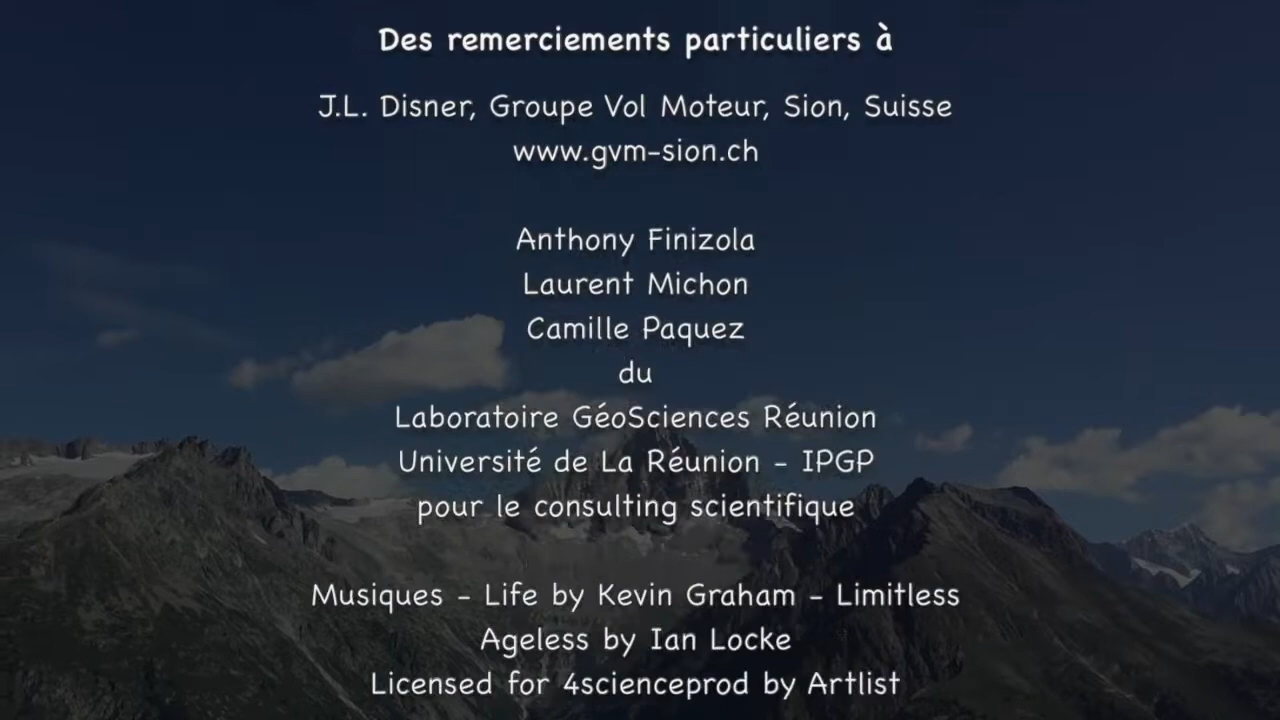 Des remerciements particuliers à
J.L. Disner, Groupe Vol Moteur, Sion, Suisse
www.gvm-sion.ch
Anthony Finizola
Laurent Michon
Camille Paquez
du
Laboratoire GéoSciences Réunion
Université de La Réunion - IPGP
pour le consulting scientifique
Musiques - Life by Kevin Graham - Limitless
Ageless by Ian Locke
Licensed for 4scienceprod by Artlist